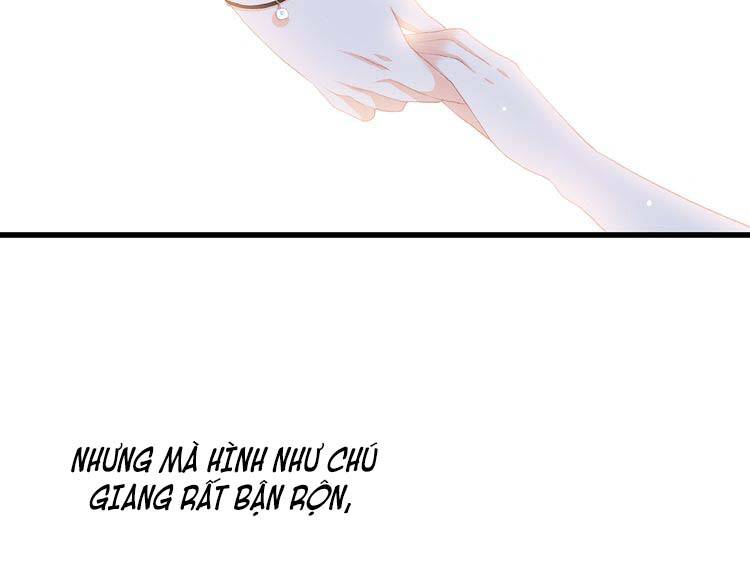 NHƯNG MÀ HÌNH NHƯ CHÚ
GIANG RẤT BẬN RỘN,